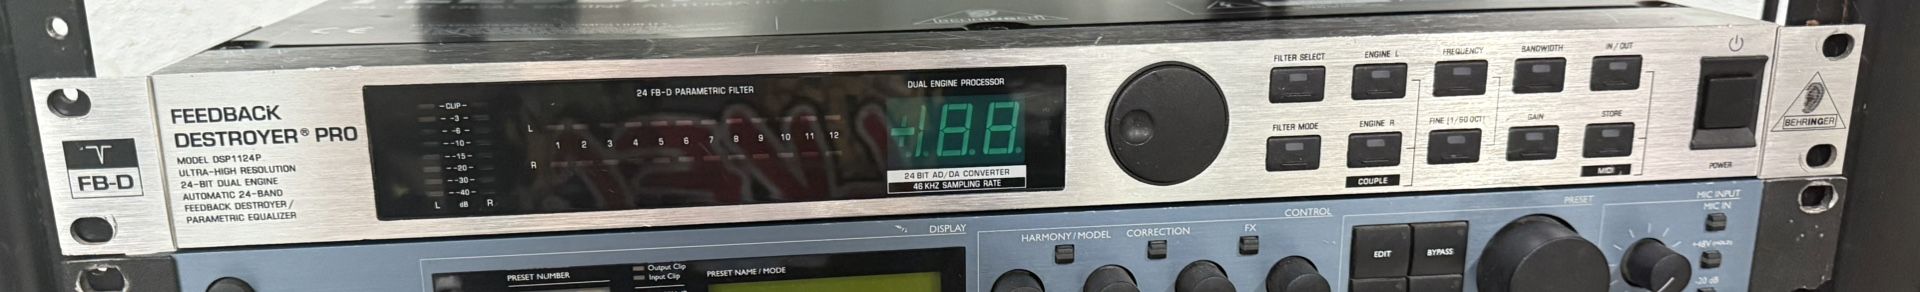 BEHRINGER
FEEDBACK
DESTROYER® PRO
MODEL DSP1124P
ULTRA-HIGH RESOLUTION
24-BIT DUAL ENGINE
AUTOMATIC 24-BAND
FEEDBACK DESTROYER/
PARAMETRIC EQUALIZER
FB-D
CLIP
-3
-6
-10
-15
-20
-30
-40
L dB R
24 FB-D PARAMETRIC FILTER
L
1 2 3 4 5 6 7 8 9 10 11 12
R
DUAL ENGINE PROCESSOR
24 BIT AD/DA CONVERTER
46 KHZ SAMPLING RATE
FILTER SELECT
ENGINE L
FREQUENCY
BANDWIDTH
IN/OUT
FILTER MODE
ENGINE R
FINE (1/60 OCT)
GAIN
STORE
COUPLE
MIDI
POWER
BEHRINGER
DISPLAY
PRESET NUMBER
Output Clip
Input Clip
PRESET NAME/MODE
CONTROL
HARMONY/MODEL
CORRECTION
FX
PRESET
EDIT
BYPASS
MIC INPUT
MIC IN
+48V (HOLD)
-20 dB